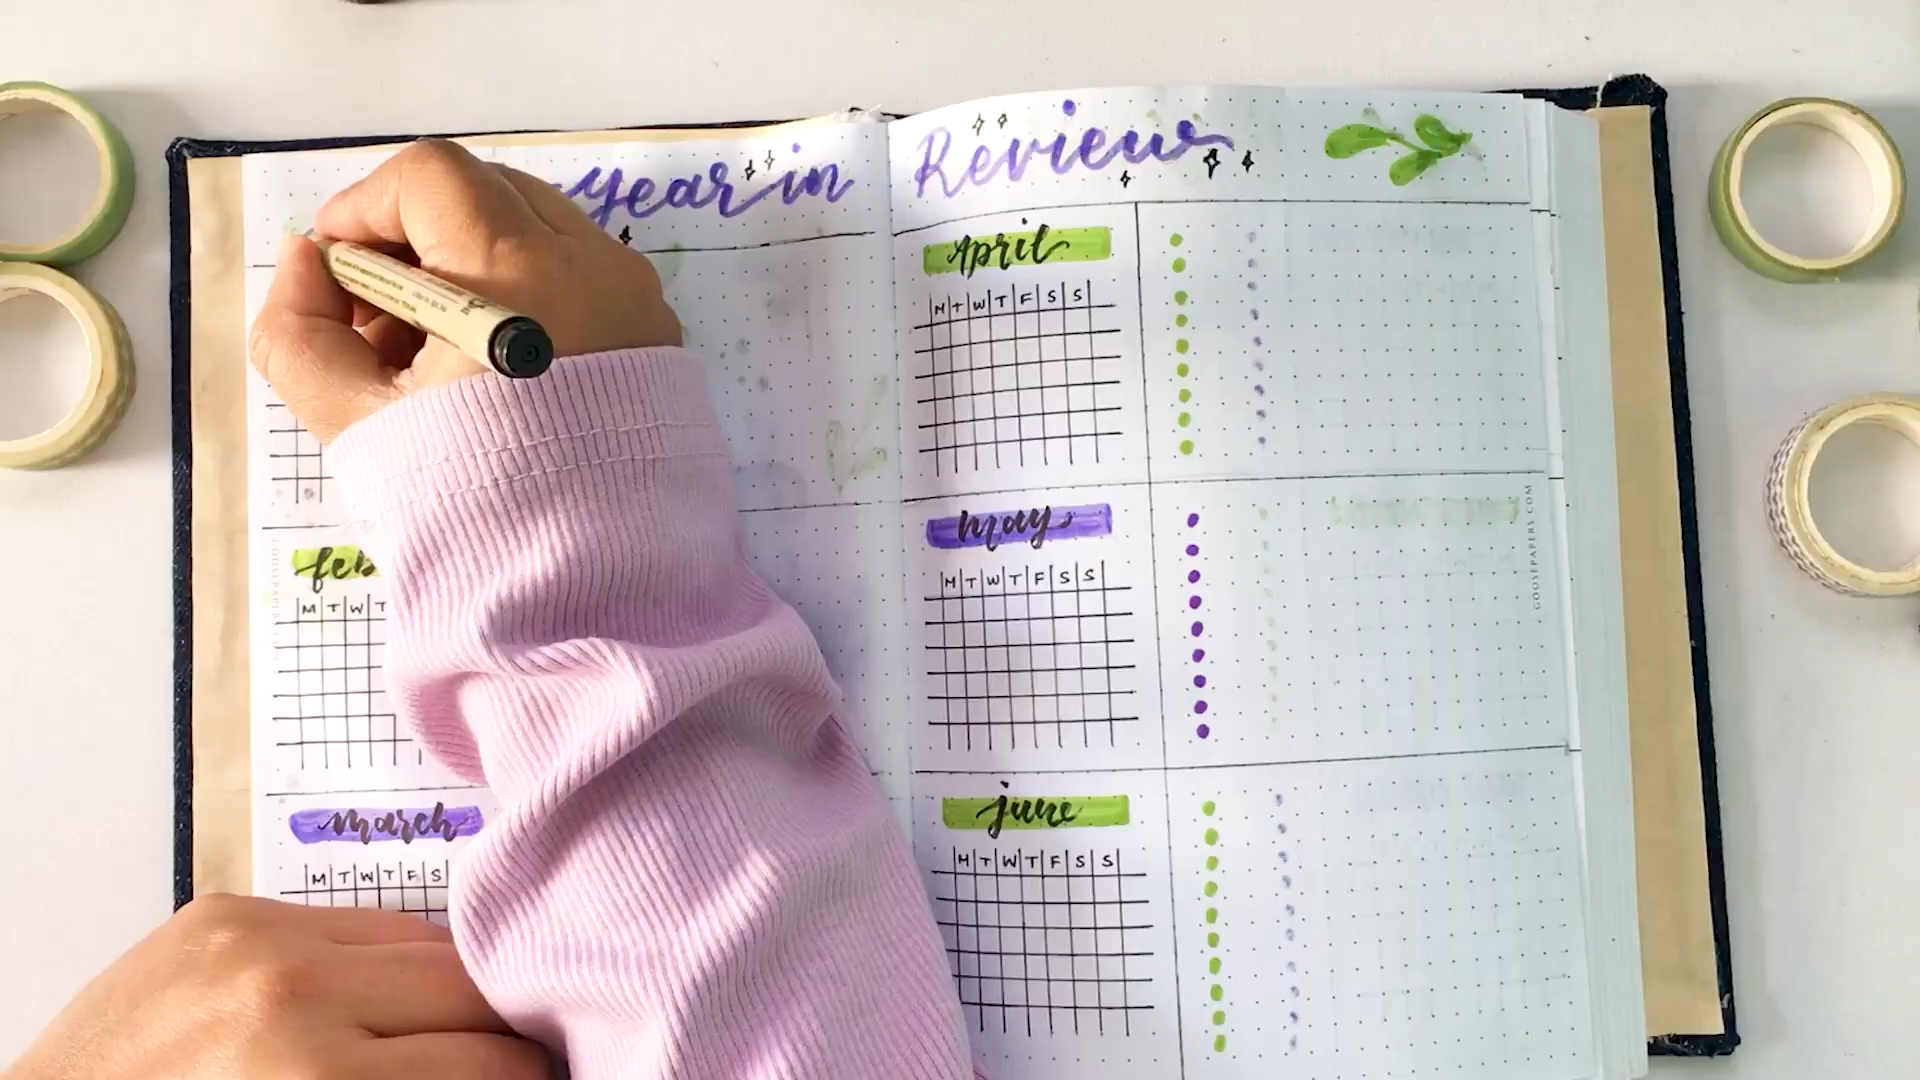 year in
Review
feb
M T W T
march
M T W T F S
April
M T W T F S S
may
M T W T F S S
june
M T W T F S S
GOOSEPAPERS.COM